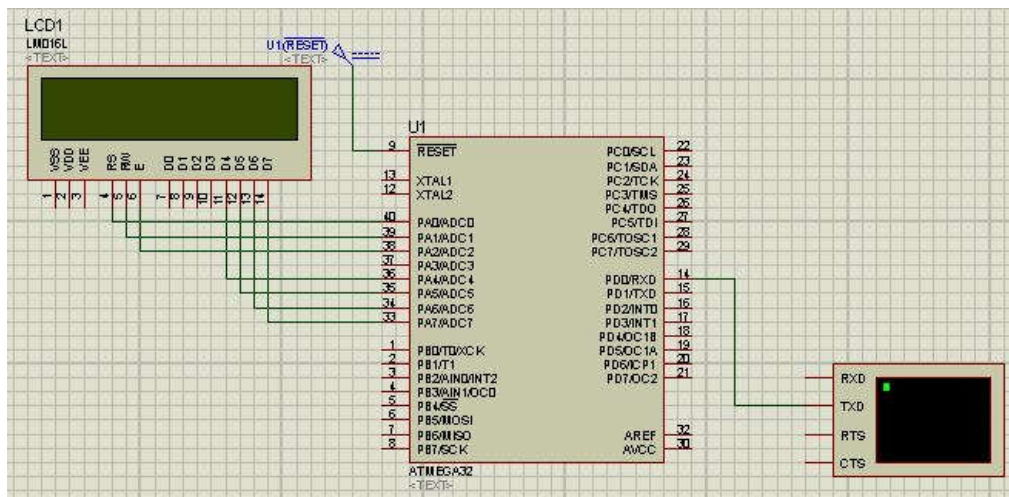 LCD1
LM016L
<TEXT>
VSS VDD VEE RS RW E D0 D1 D2 D3 D4 D5 D6 D7
1 2 3 4 5 6 7 8 9 10 11 12 13 14
U1(RESET)
<TEXT>
U1
9 RESET
13 XTAL1
12 XTAL2
40 PA0/ADC0
39 PA1/ADC1
38 PA2/ADC2
37 PA3/ADC3
36 PA4/ADC4
35 PA5/ADC5
34 PA6/ADC6
33 PA7/ADC7
1 PB0/T0/XCK
2 PB1/T1
3 PB2/AIN0/INT2
4 PB3/AIN1/OC0
5 PB4/SS
6 PB5/MOSI
7 PB6/MISO
8 PB7/SCK
PC0/SCL 22
PC1/SDA 23
PC2/TCK 24
PC3/TMS 25
PC4/TDO 26
PC5/TDI 27
PC6/TOSC1 28
PC7/TOSC2 29
PD0/RXD 14
PD1/TXD 15
PD2/INT0 16
PD3/INT1 17
PD4/OC1B 18
PD5/OC1A 19
PD6/ICP1 20
PD7/OC2 21
AREF 32
AVCC 30
ATMEGA32
<TEXT>
RXD
TXD
RTS
CTS